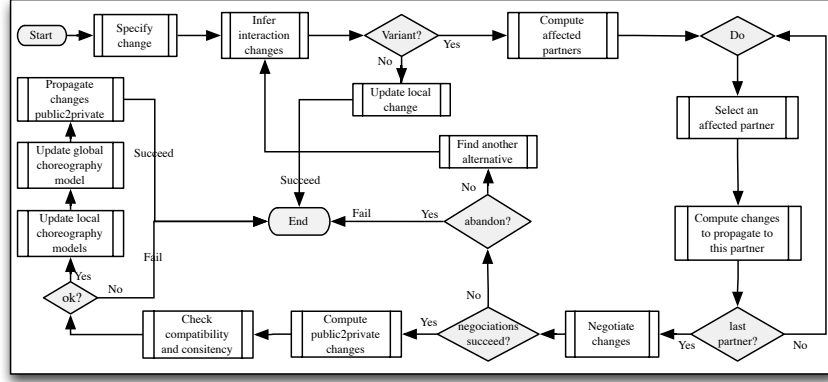 Start
Specify
change
Infer
interaction
changes
Variant?
Yes
Compute
affected
partners
Do
No
Update local
change
Propagate
changes
public2private
Select an
affected partner
Succeed
Find another
alternative
Update global
choreography
model
Succeed
No
Update local
choreography
models
End
Fail
Yes
abandon?
Compute changes
to propagate to
this partner
Fail
Yes
ok?
No
No
Check
compatibility
and consitency
Compute
public2private
changes
Yes
negociations
succeed?
Negotiate
changes
Yes
last
partner?
No